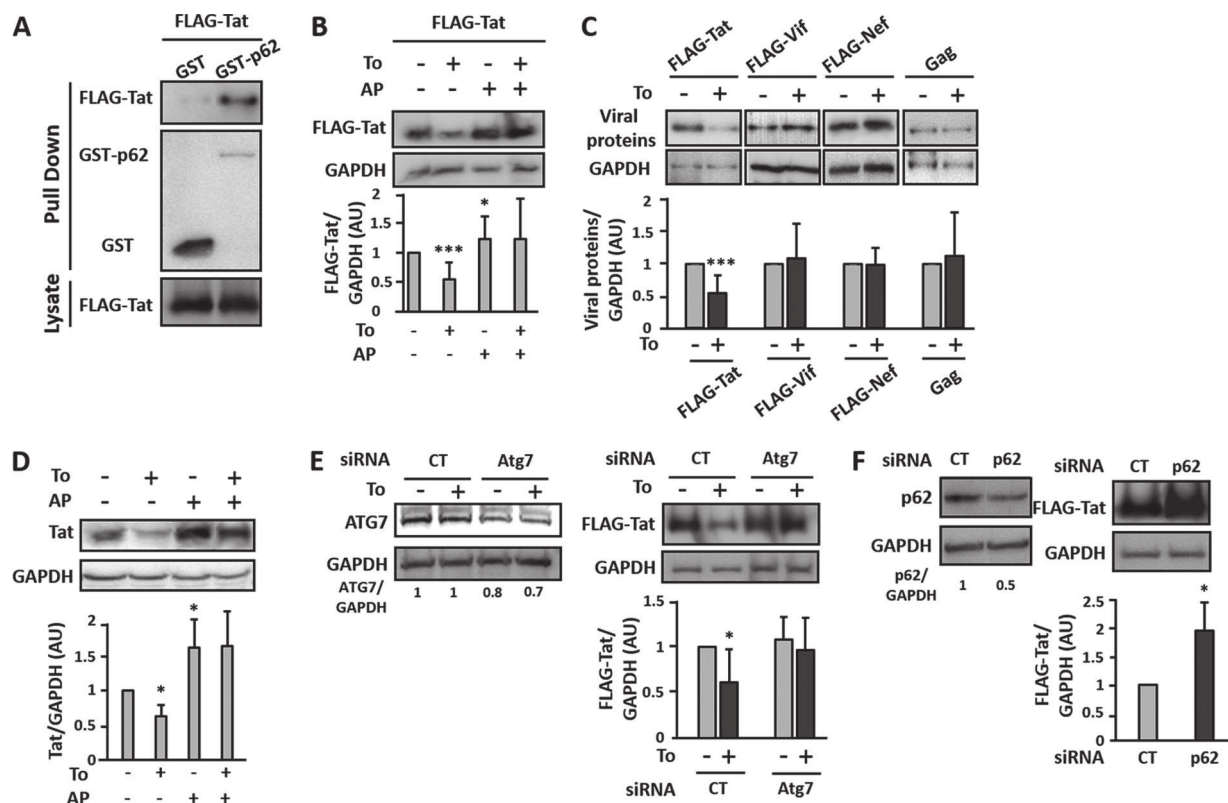 A
FLAG-Tat
GST GST-p62
Pull Down
FLAG-Tat
GST-p62
GST
Lysate
FLAG-Tat
B
FLAG-Tat
To - + - +
AP - - + +
FLAG-Tat
GAPDH
FLAG-Tat/
GAPDH (AU)
2
1.5
1
0.5
0
*** *
To - + - +
AP - - + +
C
FLAG-Tat FLAG-Vif FLAG-Nef Gag
To - + - + - + - +
Viral
proteins
GAPDH
Viral proteins/
GAPDH (AU)
2
1.5
1
0.5
0
***
To - + - + - + - +
FLAG-Tat FLAG-Vif FLAG-Nef Gag
D
To - + - +
AP - - + +
Tat
GAPDH
Tat/GAPDH (AU)
2
1.5
1
0.5
0
* *
To - + - +
AP - - + +
E
siRNA CT Atg7
To - + - +
ATG7
GAPDH
ATG7/
GAPDH
1 1 0.8 0.7
siRNA CT Atg7
To - + - +
FLAG-Tat
GAPDH
FLAG-Tat/
GAPDH (AU)
1.5
1
0.5
0
*
To - + - +
siRNA CT Atg7
F
siRNA CT p62
p62
GAPDH
p62/
GAPDH
1 0.5
siRNA CT p62
FLAG-Tat
GAPDH
FLAG-Tat/
GAPDH (AU)
2.5
2
1.5
1
2.5
0
*
siRNA CT p62